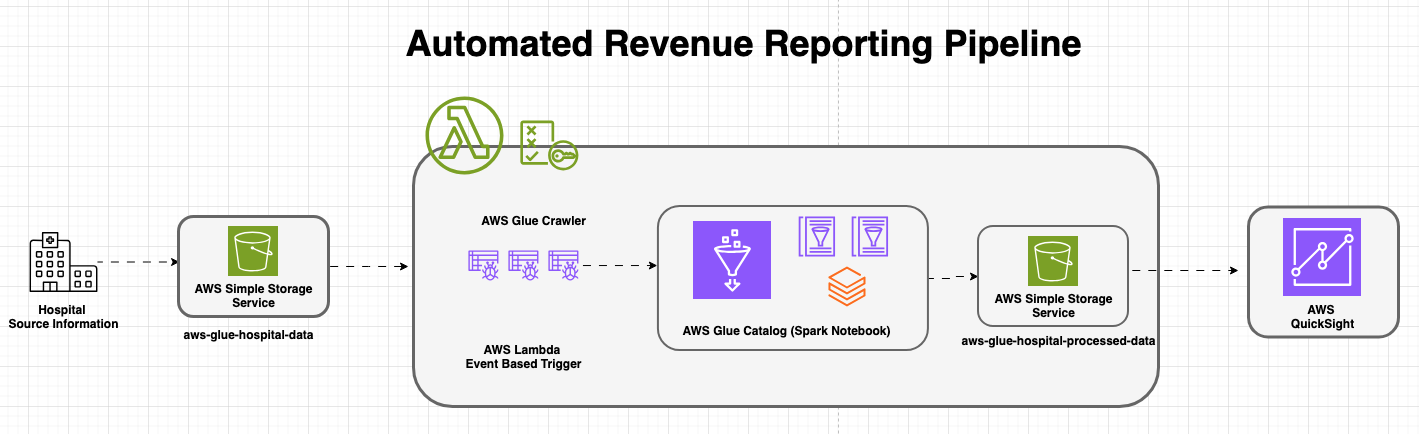 Automated Revenue Reporting Pipeline
Hospital
Source Information
AWS Simple Storage
Service
aws-glue-hospital-data
AWS Glue Crawler
AWS Lambda
Event Based Trigger
AWS Glue Catalog (Spark Notebook)
AWS Simple Storage
Service
aws-glue-hospital-processed-data
AWS
QuickSight